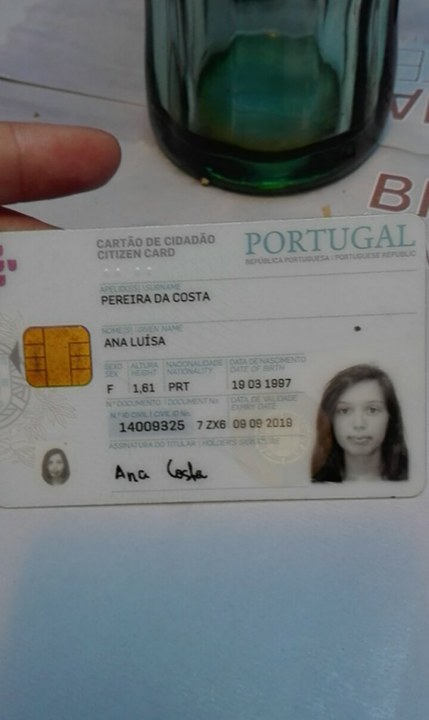 CARTÃO DE CIDADÃO
CITIZEN CARD
PORTUGAL
REPÚBLICA PORTUGUESA / PORTUGUESE REPUBLIC
APELIDO(S) / SURNAME
PEREIRA DA COSTA
NOME(S) / GIVEN NAME
ANA LUÍSA
SEXO ALTURA NACIONALIDADE DATA DE NASCIMENTO
SEX HEIGHT NATIONALITY DATE OF BIRTH
F 1,61 PRT 19 03 1997
Nº DOCUMENTO / DOCUMENT No. DATA DE VALIDADE
Nº ID CIVIL / CIVIL ID No. EXPIRY DATE
14009325 7 ZX6 09 09 2019
ASSINATURA DO TITULAR / HOLDER'S SIGNATURE
Ana Costa